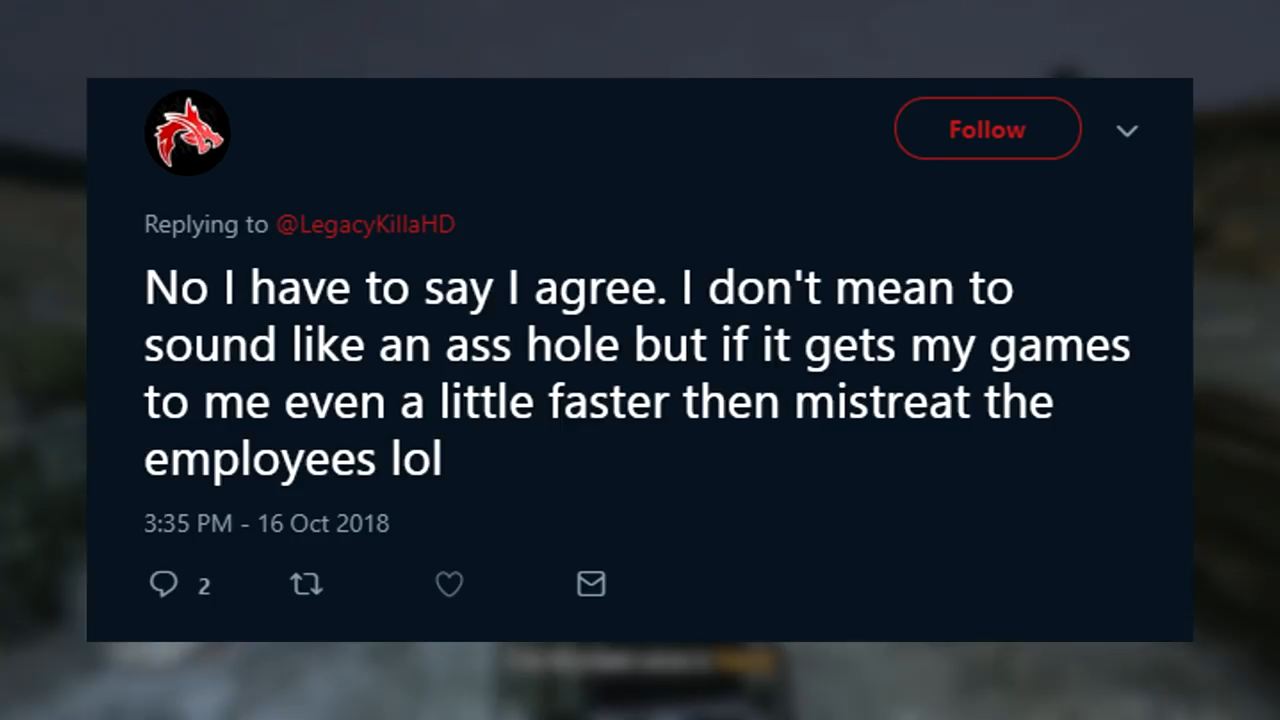 Follow
Replying to @LegacyKillaHD
No I have to say I agree. I don't mean to
sound like an ass hole but if it gets my games
to me even a little faster then mistreat the
employees lol
3:35 PM - 16 Oct 2018
2